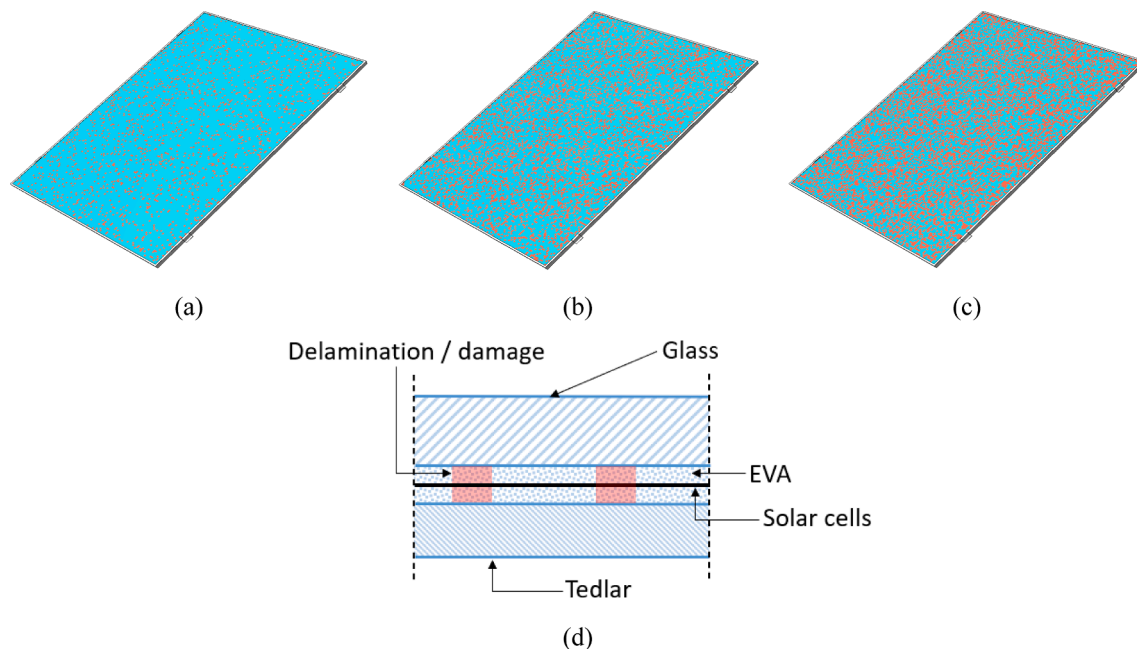 (a)
(b)
(c)
Delamination / damage
Glass
EVA
Solar cells
Tedlar
(d)